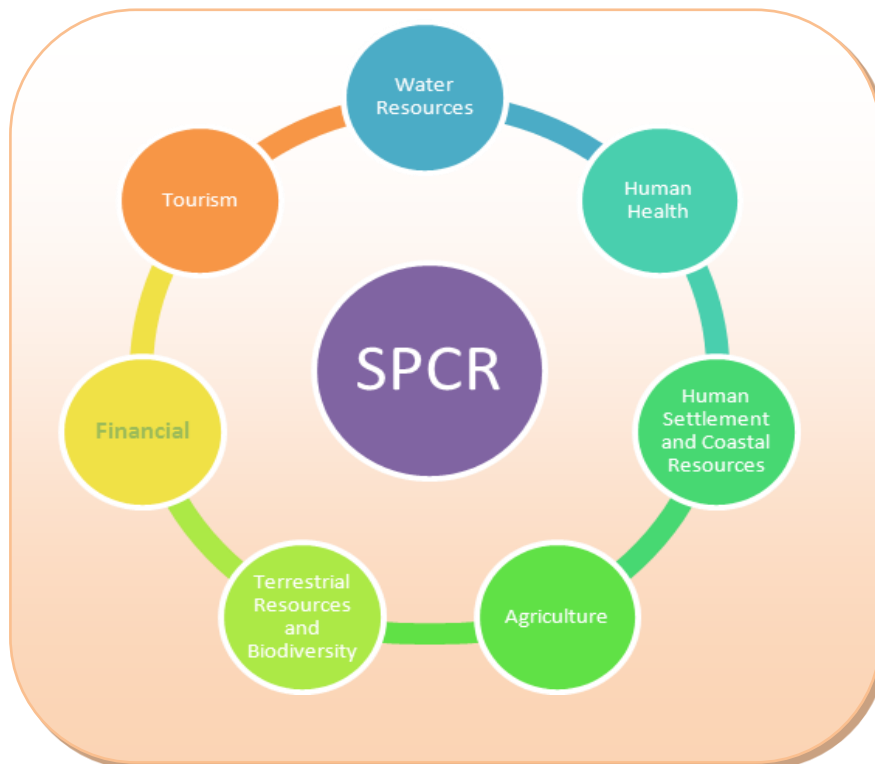 Water
Resources
Human
Health
Tourism
SPCR
Human
Settlement
and Coastal
Resources
Financial
Terrestrial
Resources
and
Biodiversity
Agriculture